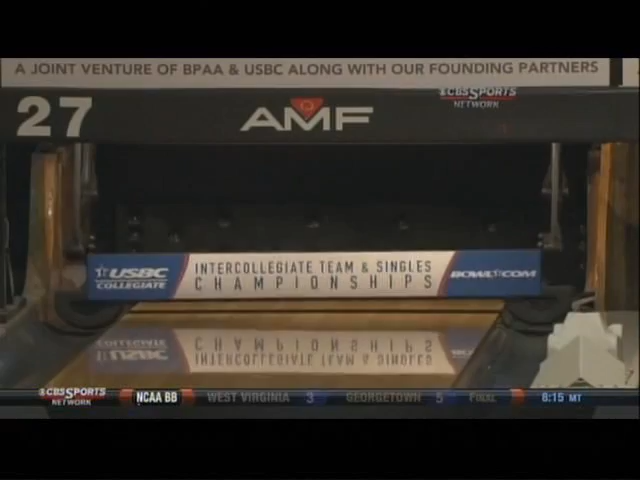 A JOINT VENTURE OF BPAA & USBC ALONG WITH OUR FOUNDING PARTNERS
27
AMF
CBS SPORTS
NETWORK
USBC
COLLEGIATE
INTERCOLLEGIATE TEAM & SINGLES
CHAMPIONSHIPS
BOWL.COM
CBS SPORTS
NETWORK
NCAA BB WEST VIRGINIA 3 GEORGETOWN 5 FINAL 8:15 MT